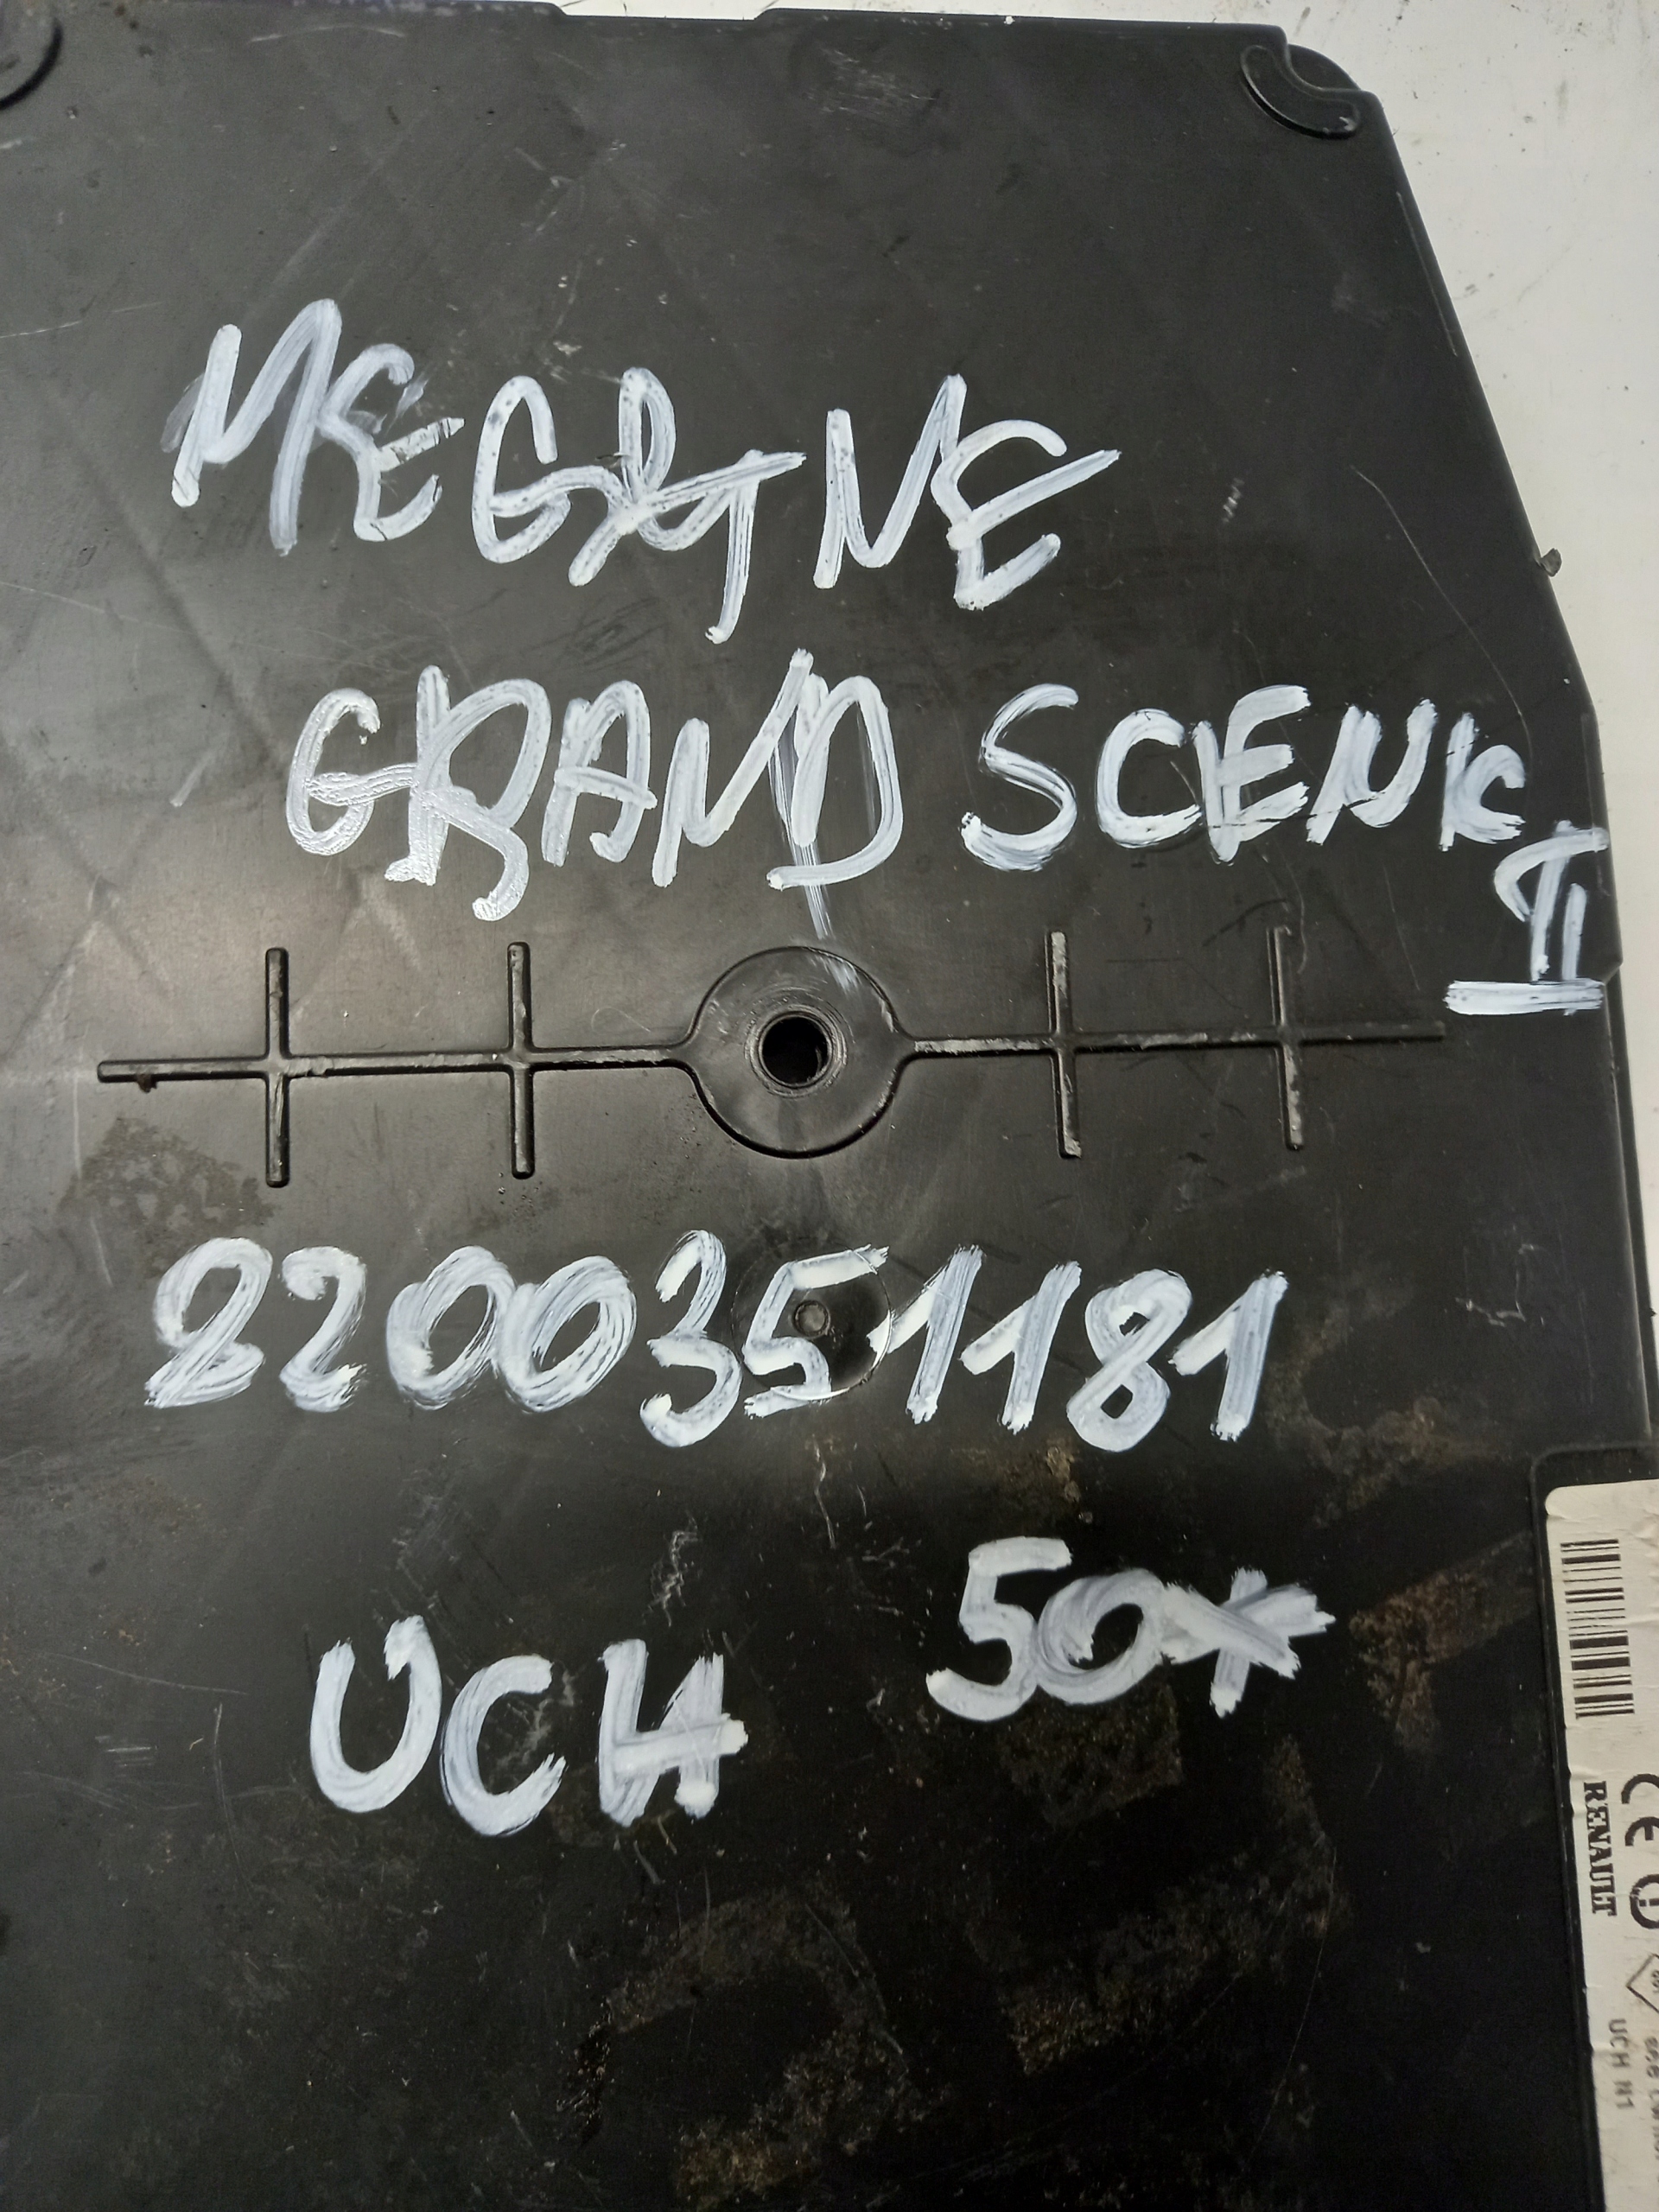 MEGANE
GRAND SCENIC
II
8200351181
50+
UCH
RENAULT
UCH N1